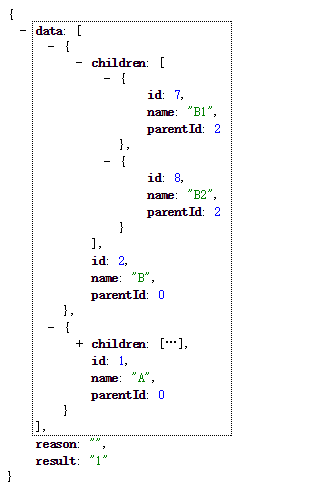 {
- data: [
- {
- children: [
- {
id: 7,
name: "B1",
parentId: 2
},
- {
id: 8,
name: "B2",
parentId: 2
}
],
id: 2,
name: "B",
parentId: 0
},
- {
+ children: […],
id: 1,
name: "A",
parentId: 0
}
],
reason: "",
result: "1"
}